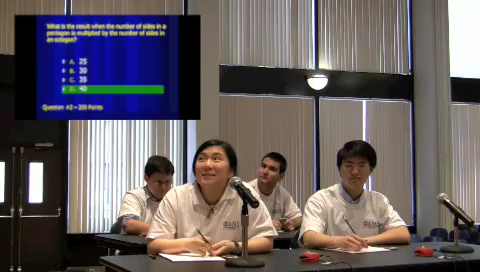 What is the result when the number of sides in a
pentagon is multiplied by the number of sides in
an octagon?
A. 25
B. 30
C. 35
D. 40
Question #2 - 200 Points